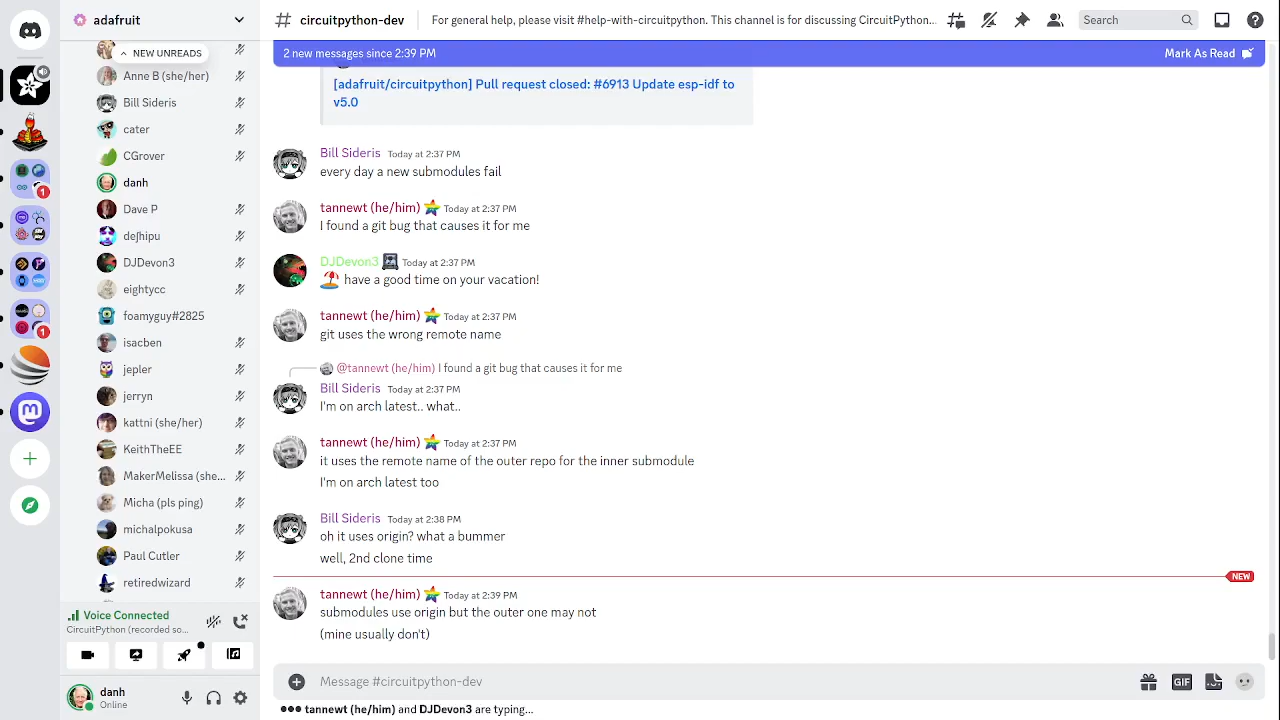 adafruit
circuitpython-dev
For general help, please visit #help-with-circuitpython. This channel is for discussing CircuitPython...
Search
NEW UNREADS
Anne B (she/her)
Bill Sideris
cater
CGrover
danh
Dave P
deʃhipu
DJDevon3
eightycc
foamyguy#2825
isacben
jepler
jerryn
kattni (she/her)
KeithTheEE
MakerMelissa (she...
Micha (pls ping)
michalpokusa
Paul Cutler
retiredwizard
Voice Connected
CircuitPython (recorded so...
danh
Online
1
1
2 new messages since 2:39 PM
Mark As Read
[adafruit/circuitpython] Pull request closed: #6913 Update esp-idf to
v5.0
Bill Sideris Today at 2:37 PM
every day a new submodules fail
tannewt (he/him) Today at 2:37 PM
I found a git bug that causes it for me
DJDevon3 Today at 2:37 PM
have a good time on your vacation!
tannewt (he/him) Today at 2:37 PM
git uses the wrong remote name
@tannewt (he/him) I found a git bug that causes it for me
Bill Sideris Today at 2:37 PM
I'm on arch latest.. what..
tannewt (he/him) Today at 2:37 PM
it uses the remote name of the outer repo for the inner submodule
I'm on arch latest too
Bill Sideris Today at 2:38 PM
oh it uses origin? what a bummer
well, 2nd clone time
NEW
tannewt (he/him) Today at 2:39 PM
submodules use origin but the outer one may not
(mine usually don't)
Message #circuitpython-dev
GIF
tannewt (he/him) and DJDevon3 are typing...